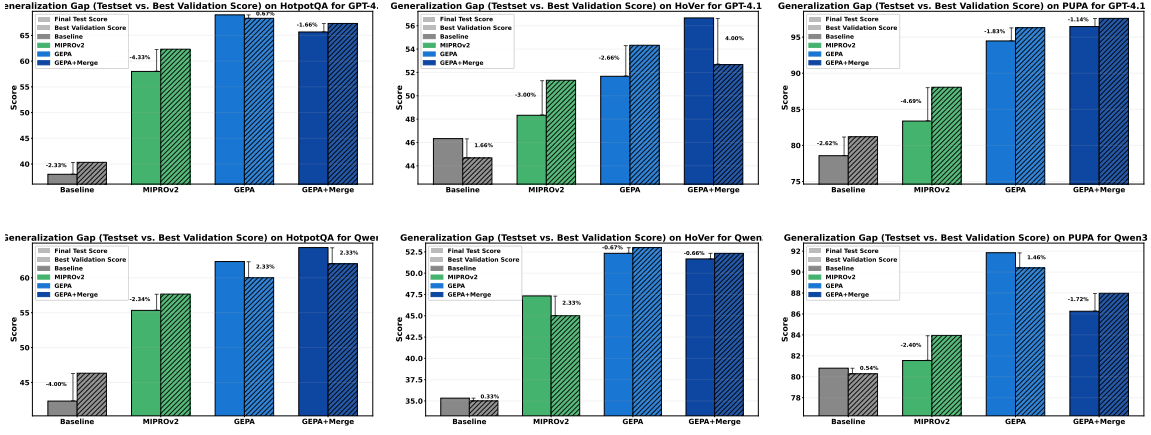 eneralization Gap (Testset vs. Best Validation Score) on HotpotQA for GPT-4.
Final Test Score
Best Validation Score
Baseline
MIPROv2
GEPA
GEPA+Merge
Score
65
60
55
50
45
40
-2.33%
-4.33%
0.67%
-1.66%
Baseline MIPROv2 GEPA GEPA+Merge
Generalization Gap (Testset vs. Best Validation Score) on HoVer for GPT-4.1
Final Test Score
Best Validation Score
Baseline
MIPROv2
GEPA
GEPA+Merge
Score
56
54
52
50
48
46
44
1.66%
-3.00%
-2.66%
4.00%
Baseline MIPROv2 GEPA GEPA+Merge
Generalization Gap (Testset vs. Best Validation Score) on PUPA for GPT-4.1
Final Test Score
Best Validation Score
Baseline
MIPROv2
GEPA
GEPA+Merge
Score
95
90
85
80
75
-2.62%
-4.69%
-1.83%
-1.14%
Baseline MIPROv2 GEPA GEPA+Merge
Generalization Gap (Testset vs. Best Validation Score) on HotpotQA for Qwen
Final Test Score
Best Validation Score
Baseline
MIPROv2
GEPA
GEPA+Merge
Score
60
55
50
45
-4.00%
-2.34%
2.33%
2.33%
Baseline MIPROv2 GEPA GEPA+Merge
Generalization Gap (Testset vs. Best Validation Score) on HoVer for Qwen
Final Test Score
Best Validation Score
Baseline
MIPROv2
GEPA
GEPA+Merge
Score
52.5
50.0
47.5
45.0
42.5
40.0
37.5
35.0
0.33%
2.33%
-0.67%
-0.66%
Baseline MIPROv2 GEPA GEPA+Merge
Generalization Gap (Testset vs. Best Validation Score) on PUPA for Qwen3
Final Test Score
Best Validation Score
Baseline
MIPROv2
GEPA
GEPA+Merge
Score
92
90
88
86
84
82
80
78
0.54%
-2.40%
1.46%
-1.72%
Baseline MIPROv2 GEPA GEPA+Merge